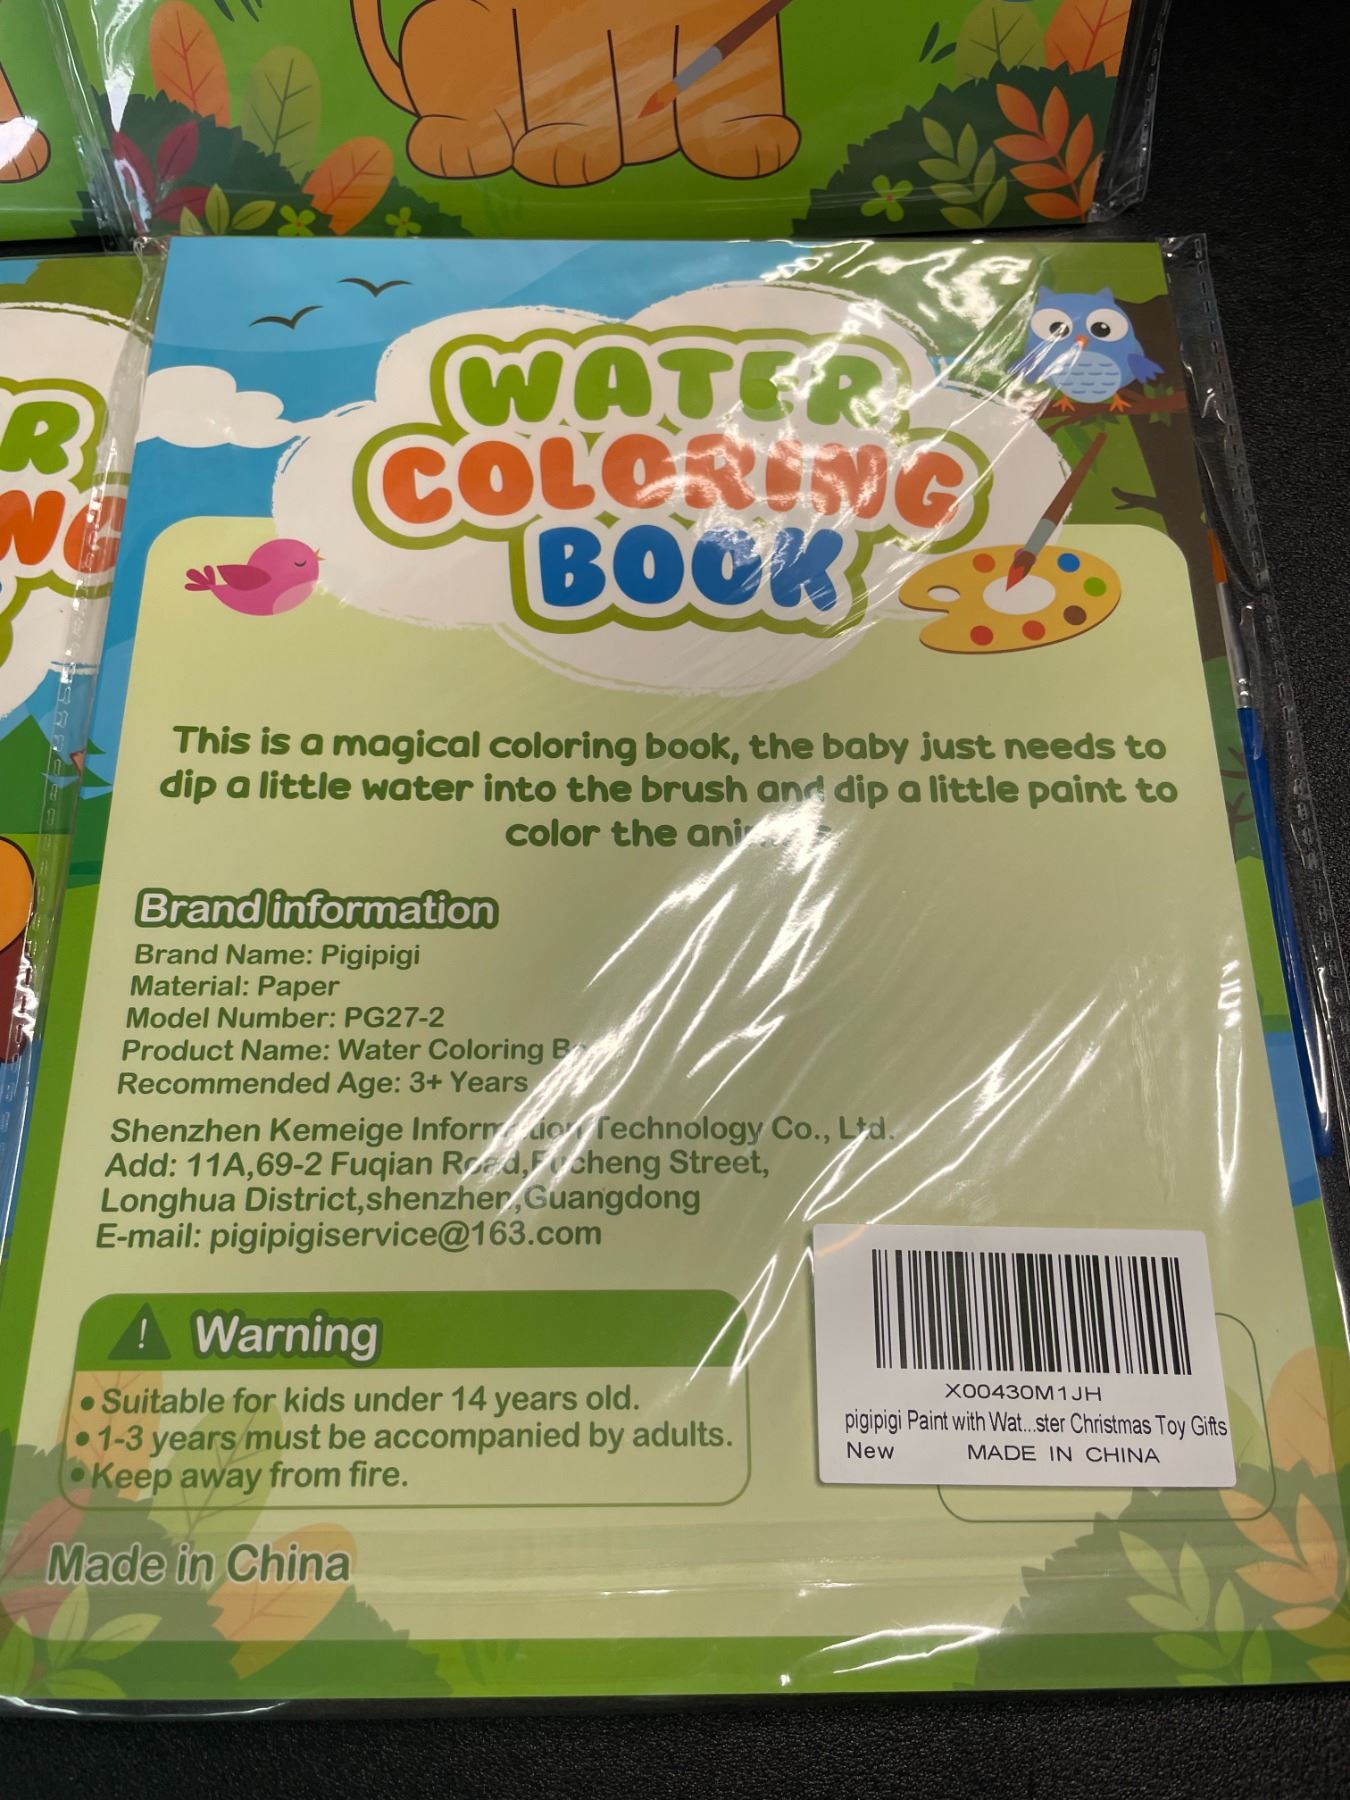 R
NG
WATER
COLORING
BOOK
This is a magical coloring book, the baby just needs to
dip a little water into the brush and dip a little paint to
color the
Brand information
Brand Name: Pigipigi
Material: Paper
Model Number: PG27-2
Product Name: Water Coloring
Recommended Age: 3+ Years
Shenzhen Kemeige Information Technology Co., Ltd.
Add: 11A,69-2 Fuqian Road,Fucheng Street,
Longhua District,shenzhen,Guangdong
E-mail: pigipigiservice@163.com
! Warning
• Suitable for kids under 14 years old.
• 1-3 years must be accompanied by adults.
• Keep away from fire.
Made in China
X00430M1JH
pigipigi Paint with Wat...ster Christmas Toy Gifts
New MADE IN CHINA